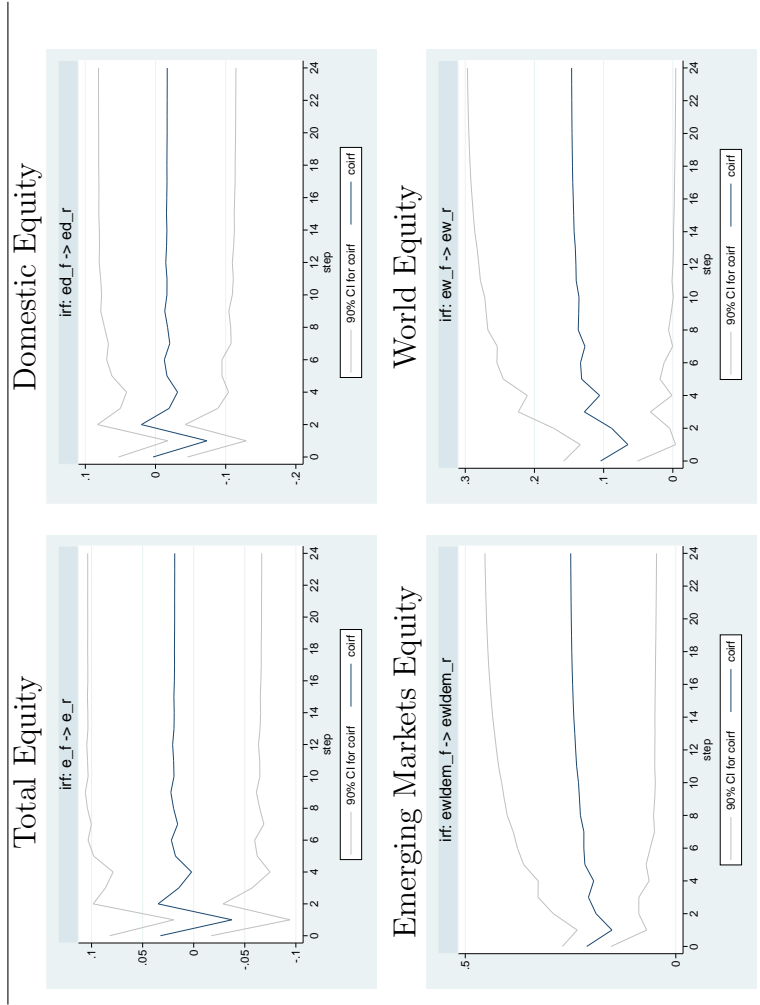 Total Equity
irf: e_f -> e_r
.1
.05
0
-.05
-.1
0 2 4 6 8 10 12 14 16 18 20 22 24
step
90% CI for coirf coirf
Domestic Equity
irf: ed_f -> ed_r
.1
0
-.1
-.2
0 2 4 6 8 10 12 14 16 18 20 22 24
step
90% CI for coirf coirf
Emerging Markets Equity
irf: ewldem_f -> ewldem_r
.5
0
0 2 4 6 8 10 12 14 16 18 20 22 24
step
90% CI for coirf coirf
World Equity
irf: ew_f -> ew_r
.3
.2
.1
0
0 2 4 6 8 10 12 14 16 18 20 22 24
step
90% CI for coirf coirf